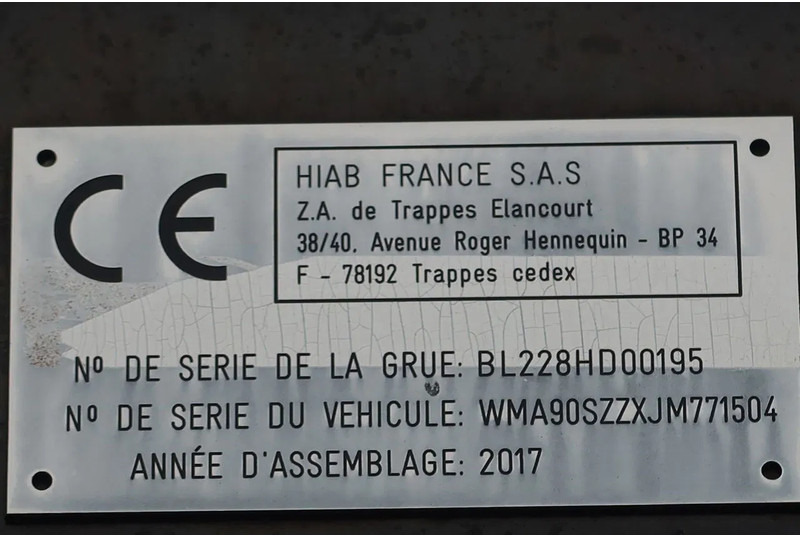 CE
HIAB FRANCE S.A.S
Z.A. de Trappes Elancourt
38/40, Avenue Roger Hennequin - BP 34
F - 78192 Trappes cedex
Nº DE SERIE DE LA GRUE: BL228HD00195
Nº DE SERIE DU VEHICULE: WMA90SZZXJM771504
ANNÉE D'ASSEMBLAGE: 2017